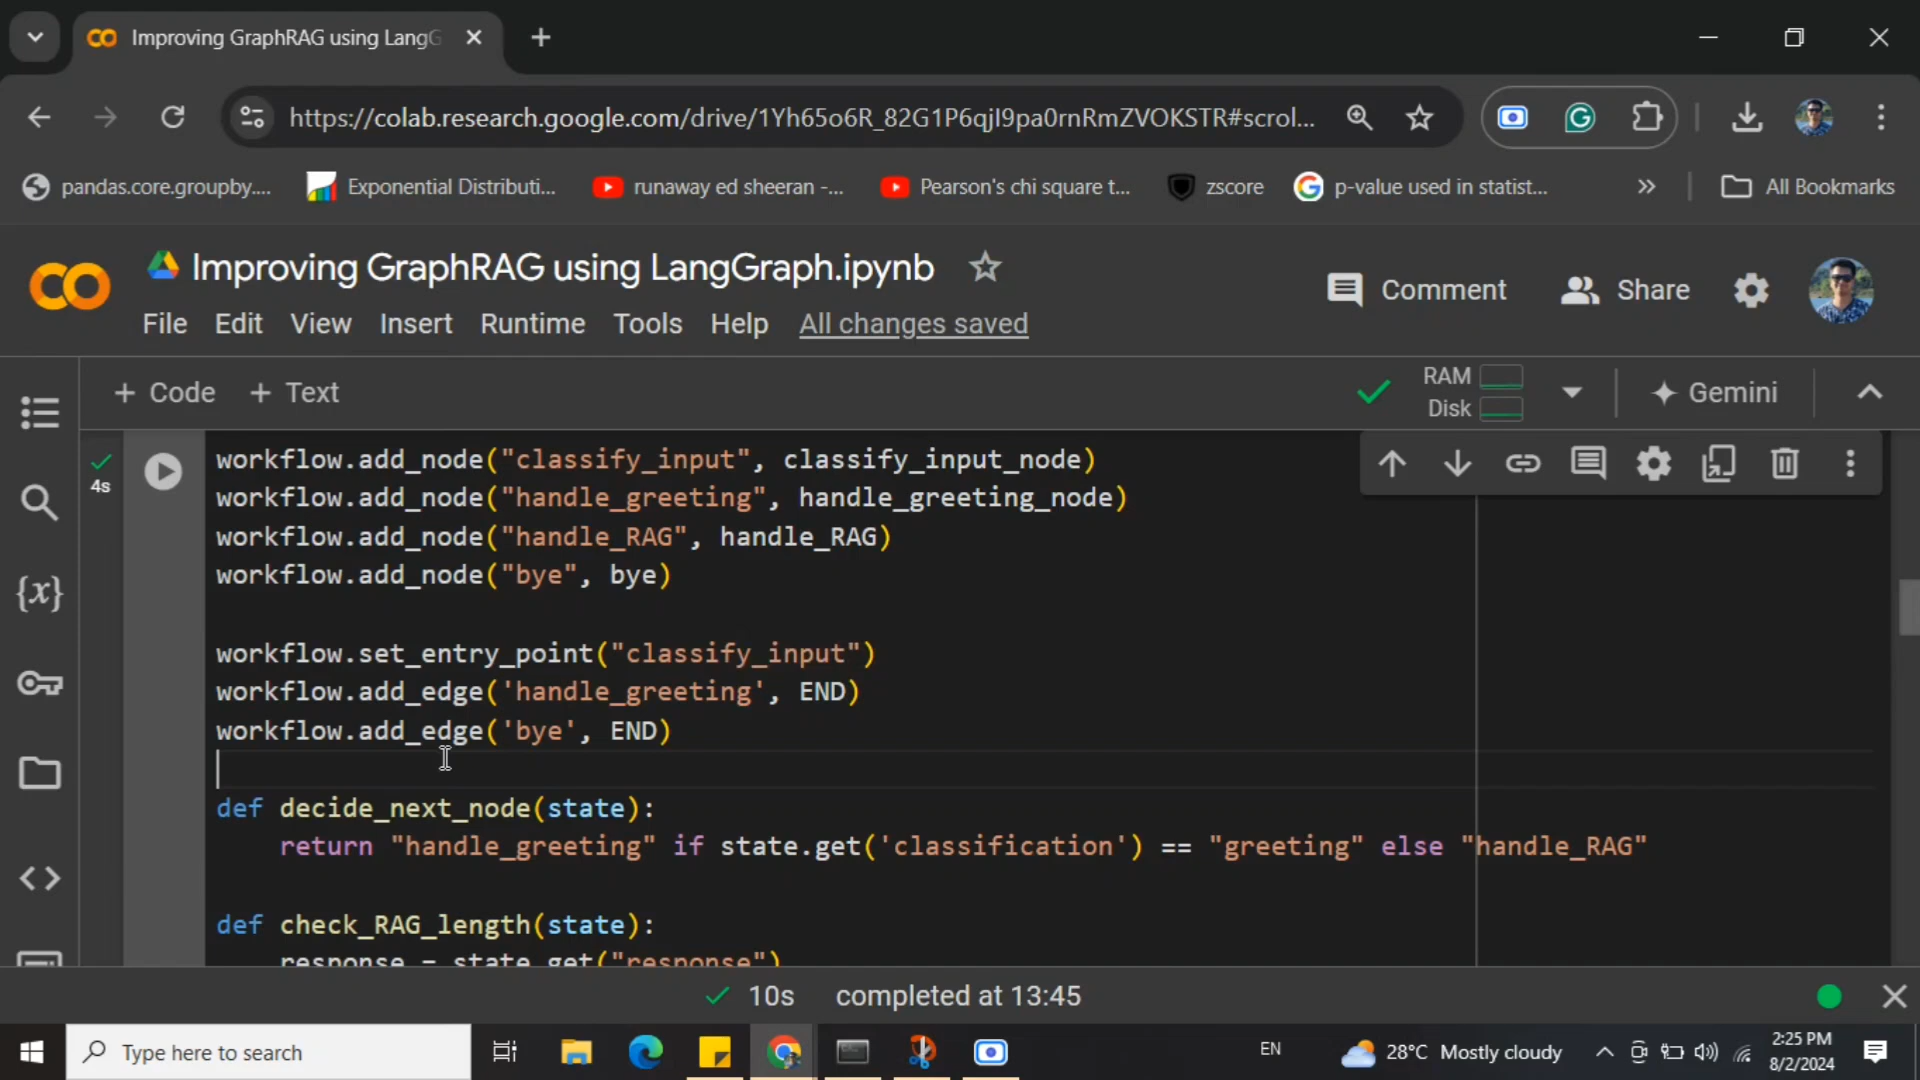 Improving GraphRAG using LangG
https://colab.research.google.com/drive/1Yh65o6R_82G1P6qjI9pa0rnRmZVOKSTR#scrol...
pandas.core.groupby....
Exponential Distributi...
runaway ed sheeran -...
Pearson's chi square t...
zscore
p-value used in statist...
All Bookmarks
Improving GraphRAG using LangGraph.ipynb
Comment
Share
File Edit View Insert Runtime Tools Help All changes saved
+ Code + Text
RAM
Disk
Gemini
4s
workflow.add_node("classify_input", classify_input_node)
workflow.add_node("handle_greeting", handle_greeting_node)
workflow.add_node("handle_RAG", handle_RAG)
workflow.add_node("bye", bye)
workflow.set_entry_point("classify_input")
workflow.add_edge('handle_greeting', END)
workflow.add_edge('bye', END)
def decide_next_node(state):
return "handle_greeting" if state.get('classification') == "greeting" else "handle_RAG"
def check_RAG_length(state):
response = state.get("response")
{x}
10s completed at 13:45
Type here to search
EN
28°C Mostly cloudy
2:25 PM
8/2/2024